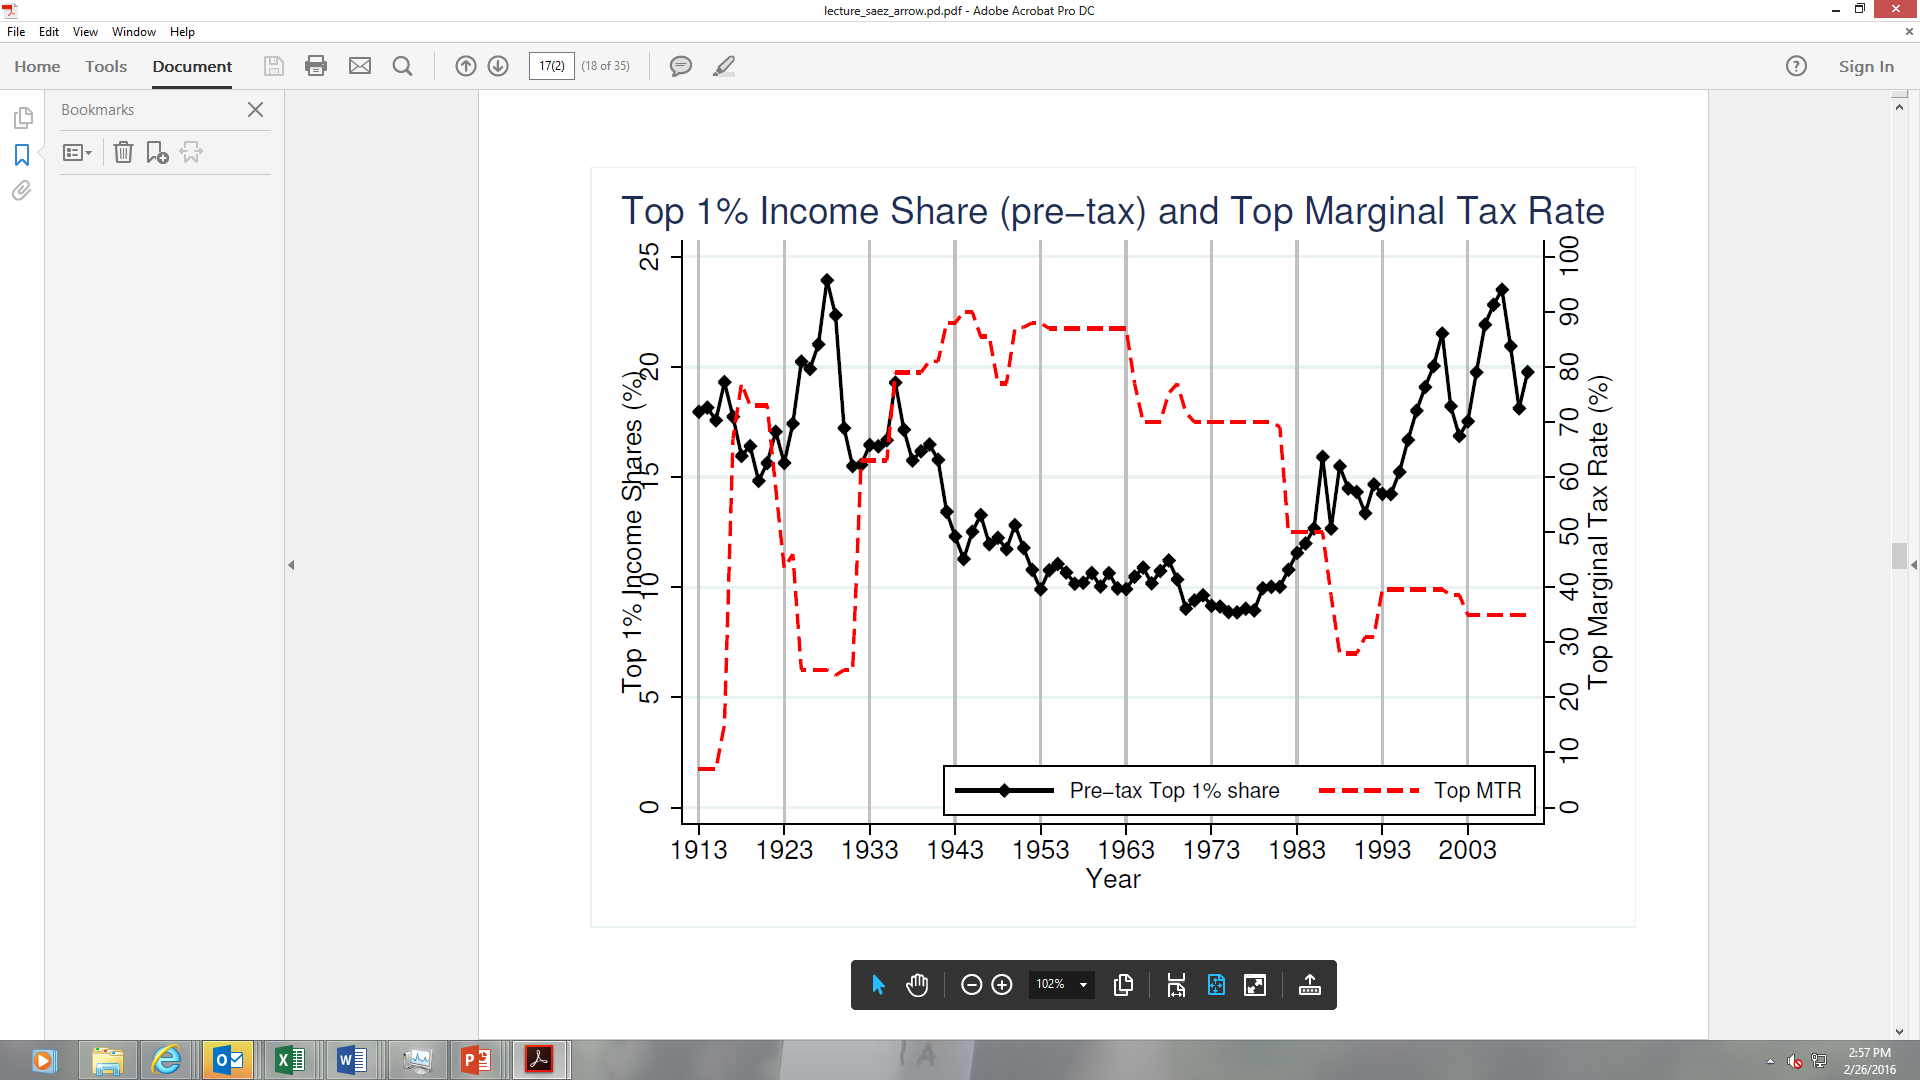 lecture_saez_arrow.pd.pdf - Adobe Acrobat Pro DC
File Edit View Window Help
Home Tools Document 17(2) (18 of 35) Sign In
Bookmarks
Top 1% Income Share (pre−tax) and Top Marginal Tax Rate
Top 1% Income Shares (%)
25
20
15
10
5
0
100
90
80
70
60
50
40
30
20
10
0
Top Marginal Tax Rate (%)
Pre−tax Top 1% share Top MTR
1913 1923 1933 1943 1953 1963 1973 1983 1993 2003
Year
102%
2:57 PM
2/26/2016